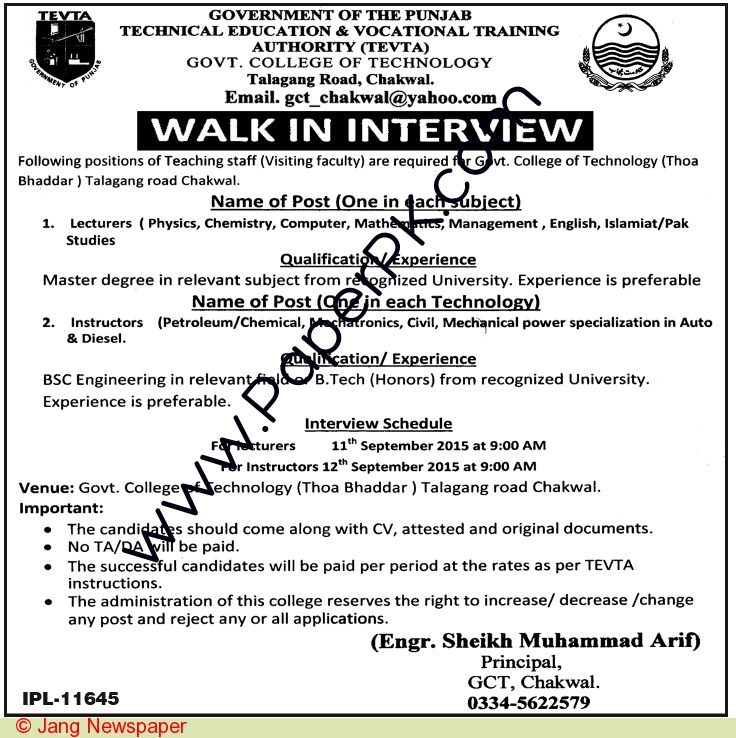 GOVERNMENT OF THE PUNJAB
TECHNICAL EDUCATION & VOCATIONAL TRAINING
AUTHORITY (TEVTA)
GOVT. COLLEGE OF TECHNOLOGY
Talagang Road, Chakwal.
Email. gct_chakwal@yahoo.com
TEVTA
GOVERNMENT OF PUNJAB
WALK IN INTERVIEW
Following positions of Teaching staff (Visiting faculty) are required for Govt. College of Technology (Thoa
Bhaddar ) Talagang road Chakwal.
Name of Post (One in each subject)
1. Lecturers ( Physics, Chemistry, Computer, Mathematics, Management , English, Islamiat/Pak
Studies
Qualification/ Experience
Master degree in relevant subject from recognized University. Experience is preferable
Name of Post (One in each Technology)
2. Instructors (Petroleum/Chemical, Mechatronics, Civil, Mechanical power specialization in Auto
& Diesel.
Qualification/ Experience
BSC Engineering in relevant field or B.Tech (Honors) from recognized University.
Experience is preferable.
Interview Schedule
For lecturers 11th September 2015 at 9:00 AM
For Instructors 12th September 2015 at 9:00 AM
Venue: Govt. College of Technology (Thoa Bhaddar ) Talagang road Chakwal.
Important:
• The candidates should come along with CV, attested and original documents.
• No TA/DA will be paid.
• The successful candidates will be paid per period at the rates as per TEVTA
instructions.
• The administration of this college reserves the right to increase/ decrease /change
any post and reject any or all applications.
(Engr. Sheikh Muhammad Arif)
Principal,
GCT, Chakwal.
0334-5622579
IPL-11645
www.PaperPK.com
© Jang Newspaper